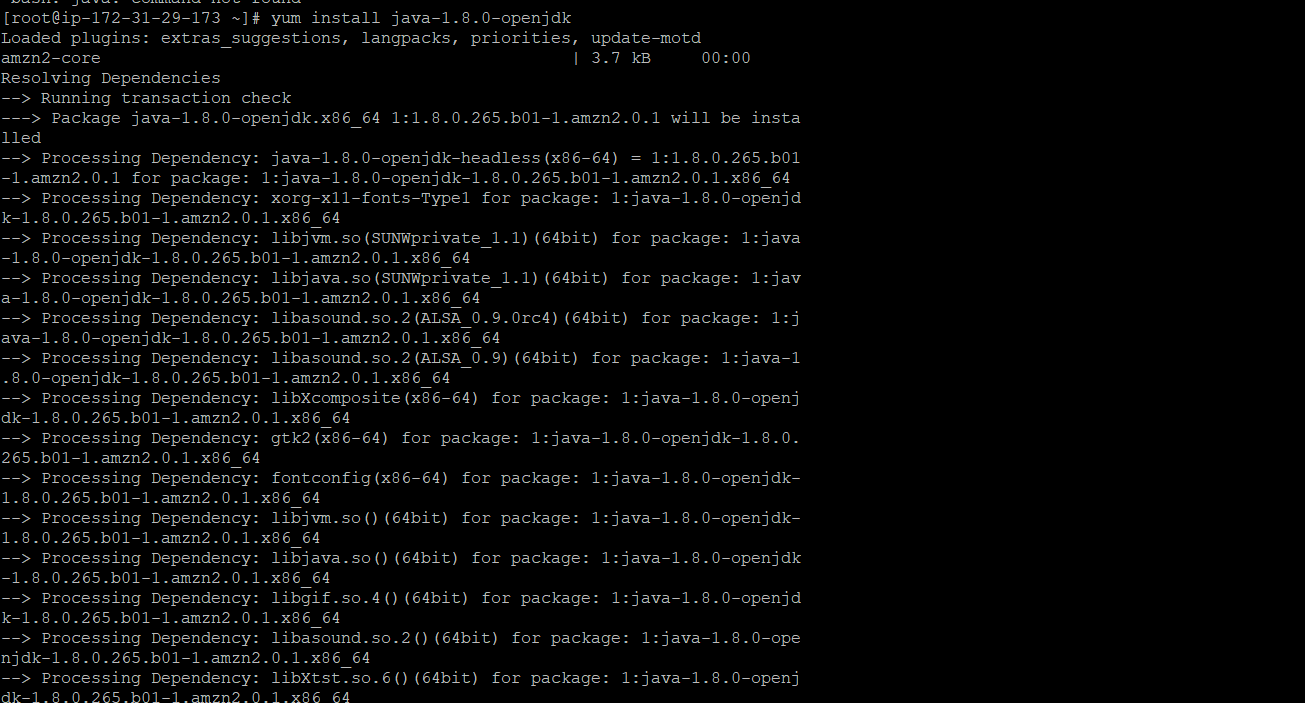 bash: java: command not found
[root@ip-172-31-29-173 ~]# yum install java-1.8.0-openjdk
Loaded plugins: extras_suggestions, langpacks, priorities, update-motd
amzn2-core                                               | 3.7 kB     00:00
Resolving Dependencies
--> Running transaction check
---> Package java-1.8.0-openjdk.x86_64 1:1.8.0.265.b01-1.amzn2.0.1 will be insta
lled
--> Processing Dependency: java-1.8.0-openjdk-headless(x86-64) = 1:1.8.0.265.b01
-1.amzn2.0.1 for package: 1:java-1.8.0-openjdk-1.8.0.265.b01-1.amzn2.0.1.x86_64
--> Processing Dependency: xorg-x11-fonts-Type1 for package: 1:java-1.8.0-openjd
k-1.8.0.265.b01-1.amzn2.0.1.x86_64
--> Processing Dependency: libjvm.so(SUNWprivate_1.1)(64bit) for package: 1:java
-1.8.0-openjdk-1.8.0.265.b01-1.amzn2.0.1.x86_64
--> Processing Dependency: libjava.so(SUNWprivate_1.1)(64bit) for package: 1:jav
a-1.8.0-openjdk-1.8.0.265.b01-1.amzn2.0.1.x86_64
--> Processing Dependency: libasound.so.2(ALSA_0.9.0rc4)(64bit) for package: 1:j
ava-1.8.0-openjdk-1.8.0.265.b01-1.amzn2.0.1.x86_64
--> Processing Dependency: libasound.so.2(ALSA_0.9)(64bit) for package: 1:java-1
.8.0-openjdk-1.8.0.265.b01-1.amzn2.0.1.x86_64
--> Processing Dependency: libXcomposite(x86-64) for package: 1:java-1.8.0-openj
dk-1.8.0.265.b01-1.amzn2.0.1.x86_64
--> Processing Dependency: gtk2(x86-64) for package: 1:java-1.8.0-openjdk-1.8.0.
265.b01-1.amzn2.0.1.x86_64
--> Processing Dependency: fontconfig(x86-64) for package: 1:java-1.8.0-openjdk-
1.8.0.265.b01-1.amzn2.0.1.x86_64
--> Processing Dependency: libjvm.so()(64bit) for package: 1:java-1.8.0-openjdk-
1.8.0.265.b01-1.amzn2.0.1.x86_64
--> Processing Dependency: libjava.so()(64bit) for package: 1:java-1.8.0-openjdk
-1.8.0.265.b01-1.amzn2.0.1.x86_64
--> Processing Dependency: libgif.so.4()(64bit) for package: 1:java-1.8.0-openjd
k-1.8.0.265.b01-1.amzn2.0.1.x86_64
--> Processing Dependency: libasound.so.2()(64bit) for package: 1:java-1.8.0-ope
njdk-1.8.0.265.b01-1.amzn2.0.1.x86_64
--> Processing Dependency: libXtst.so.6()(64bit) for package: 1:java-1.8.0-openj
dk-1.8.0.265.b01-1.amzn2.0.1.x86_64